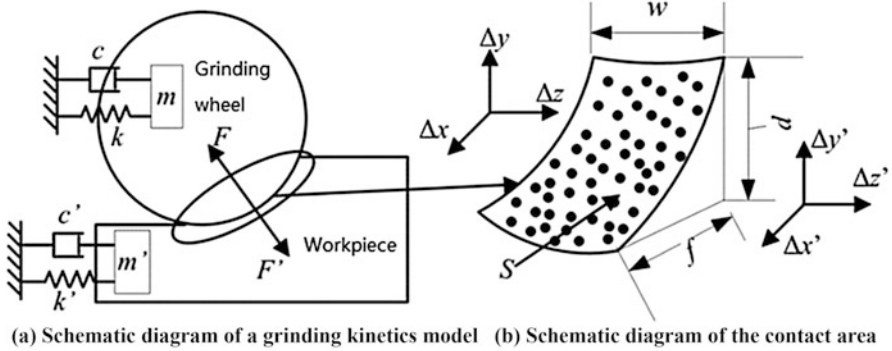 c
m
k
Grinding
wheel
F
c'
m'
k'
F'
Workpiece
(a) Schematic diagram of a grinding kinetics model
w
Δy
Δz
Δx
d
Δy'
Δz'
Δx'
f
S
(b) Schematic diagram of the contact area